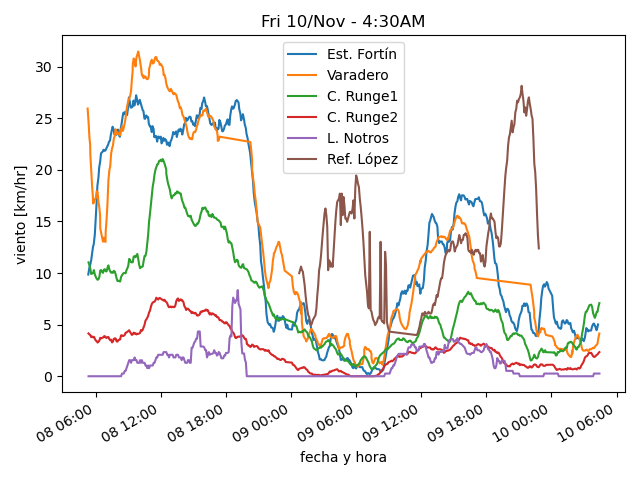 Fri 10/Nov - 4:30AM
Est. Fortín
Varadero
C. Runge1
C. Runge2
L. Notros
Ref. López
viento [km/hr]
30
25
20
15
10
5
0
08 06:00
08 12:00
08 18:00
09 00:00
09 06:00
09 12:00
09 18:00
10 00:00
10 06:00
fecha y hora